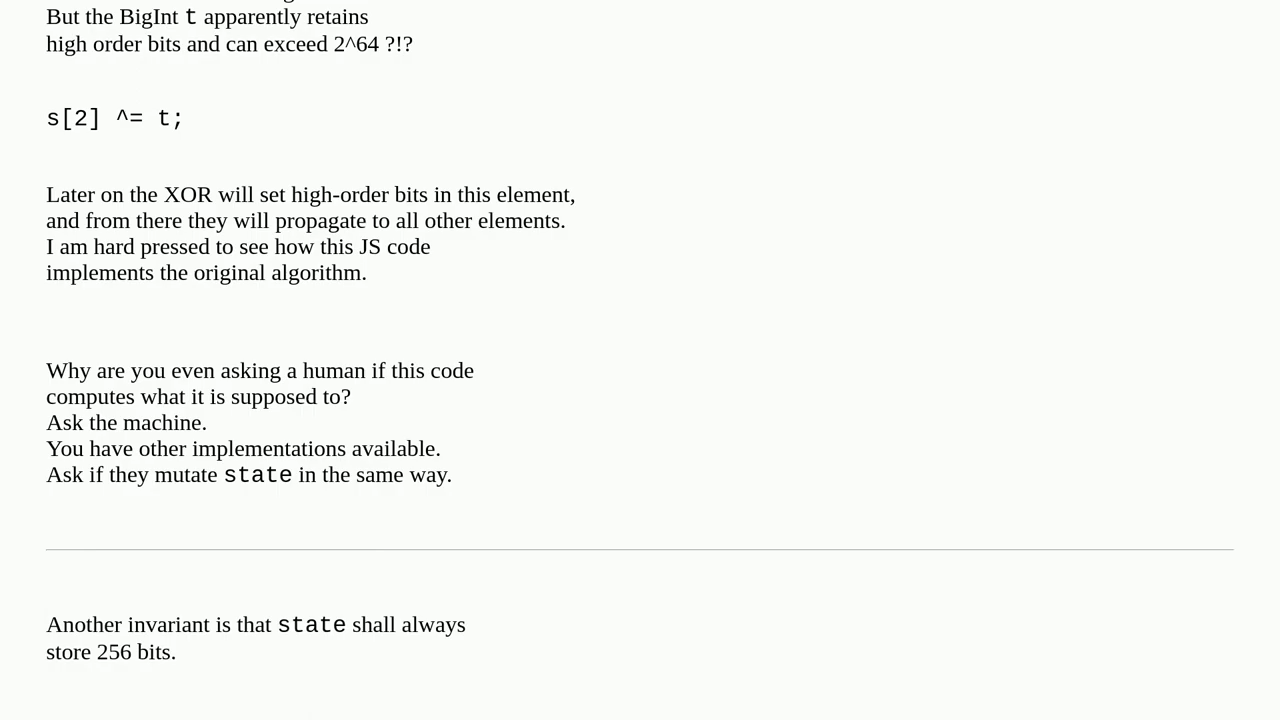 But the BigInt t apparently retains
high order bits and can exceed 2^64 ?!?
s[2] ^= t;
Later on the XOR will set high-order bits in this element,
and from there they will propagate to all other elements.
I am hard pressed to see how this JS code
implements the original algorithm.
Why are you even asking a human if this code
computes what it is supposed to?
Ask the machine.
You have other implementations available.
Ask if they mutate state in the same way.
Another invariant is that state shall always
store 256 bits.